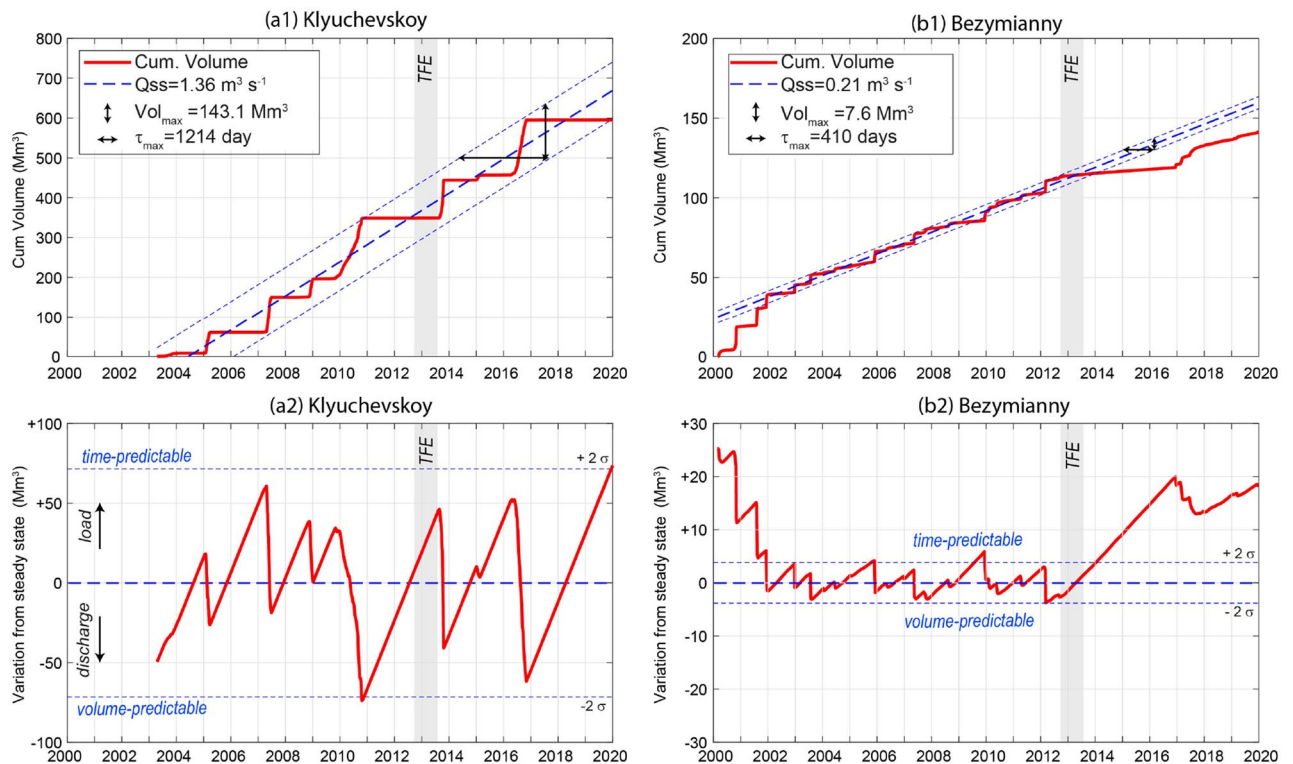 (a1) Klyuchevskoy
800
700
600
500
400
300
200
100
0
Cum Volume (Mm³)
Cum. Volume
Qss=1.36 m³ s⁻¹
Vol_max =143.1 Mm³
τ_max=1214 day
TFE
2000 2002 2004 2006 2008 2010 2012 2014 2016 2018 2020
(b1) Bezymianny
200
150
100
50
0
Cum Volume (Mm³)
Cum. Volume
Qss=0.21 m³ s⁻¹
Vol_max =7.6 Mm³
τ_max=410 days
TFE
2000 2002 2004 2006 2008 2010 2012 2014 2016 2018 2020
(a2) Klyuchevskoy
+100
+50
0
-50
-100
Variation from steady state (Mm³)
time-predictable
+ 2 σ
TFE
load
discharge
volume-predictable
-2 σ
2000 2002 2004 2006 2008 2010 2012 2014 2016 2018 2020
(b2) Bezymianny
+30
+20
+10
0
-10
-20
-30
Variation from steady state (Mm³)
TFE
time-predictable
+ 2 σ
volume-predictable
- 2 σ
2000 2002 2004 2006 2008 2010 2012 2014 2016 2018 2020